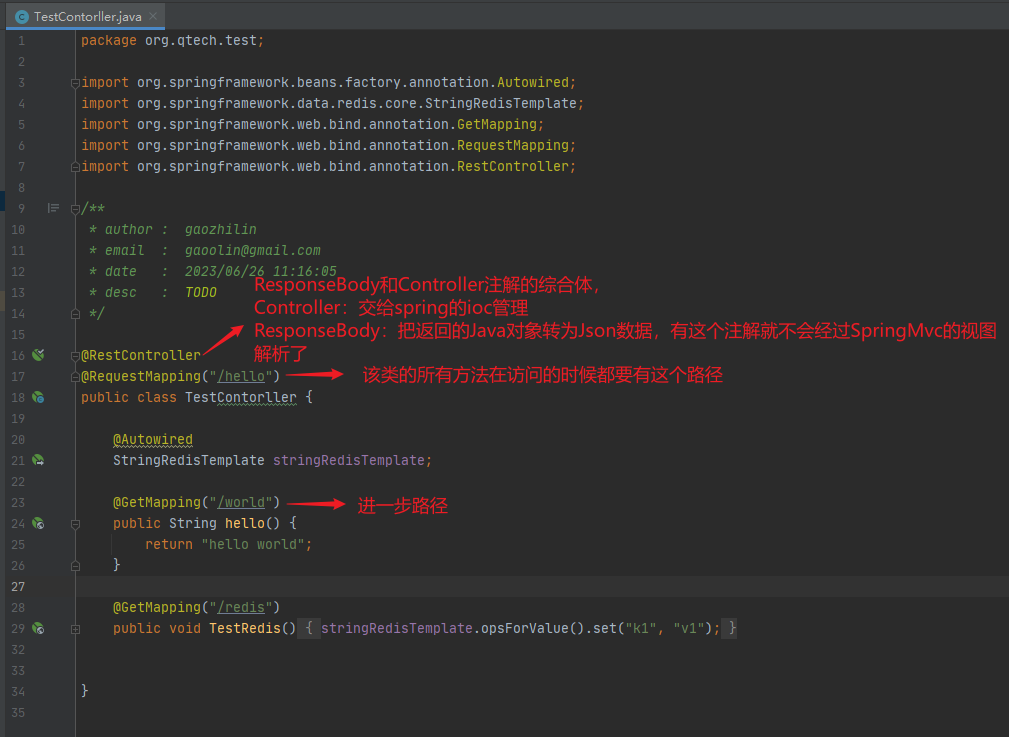 TestContorller.java
1 package org.qtech.test;
2
3 import org.springframework.beans.factory.annotation.Autowired;
4 import org.springframework.data.redis.core.StringRedisTemplate;
5 import org.springframework.web.bind.annotation.GetMapping;
6 import org.springframework.web.bind.annotation.RequestMapping;
7 import org.springframework.web.bind.annotation.RestController;
8
9 /**
10 * author : gaozhilin
11 * email : gaoolin@gmail.com
12 * date : 2023/06/26 11:16:05
ResponseBody和Controller注解的综合体，
13 * desc : TODO
Controller：交给spring的ioc管理
14 */
ResponseBody：把返回的Java对象转为Json数据，有这个注解就不会经过SpringMvc的视图
解析了
15
16 @RestController
17 @RequestMapping("/hello") 该类的所有方法在访问的时候都要有这个路径
18 public class TestContorller {
19
20 @Autowired
21 StringRedisTemplate stringRedisTemplate;
22
23 @GetMapping("/world") 进一步路径
24 public String hello() {
25 return "hello world";
26 }
27
28 @GetMapping("/redis")
29 public void TestRedis() { stringRedisTemplate.opsForValue().set("k1", "v1"); }
32
33
34 }
35